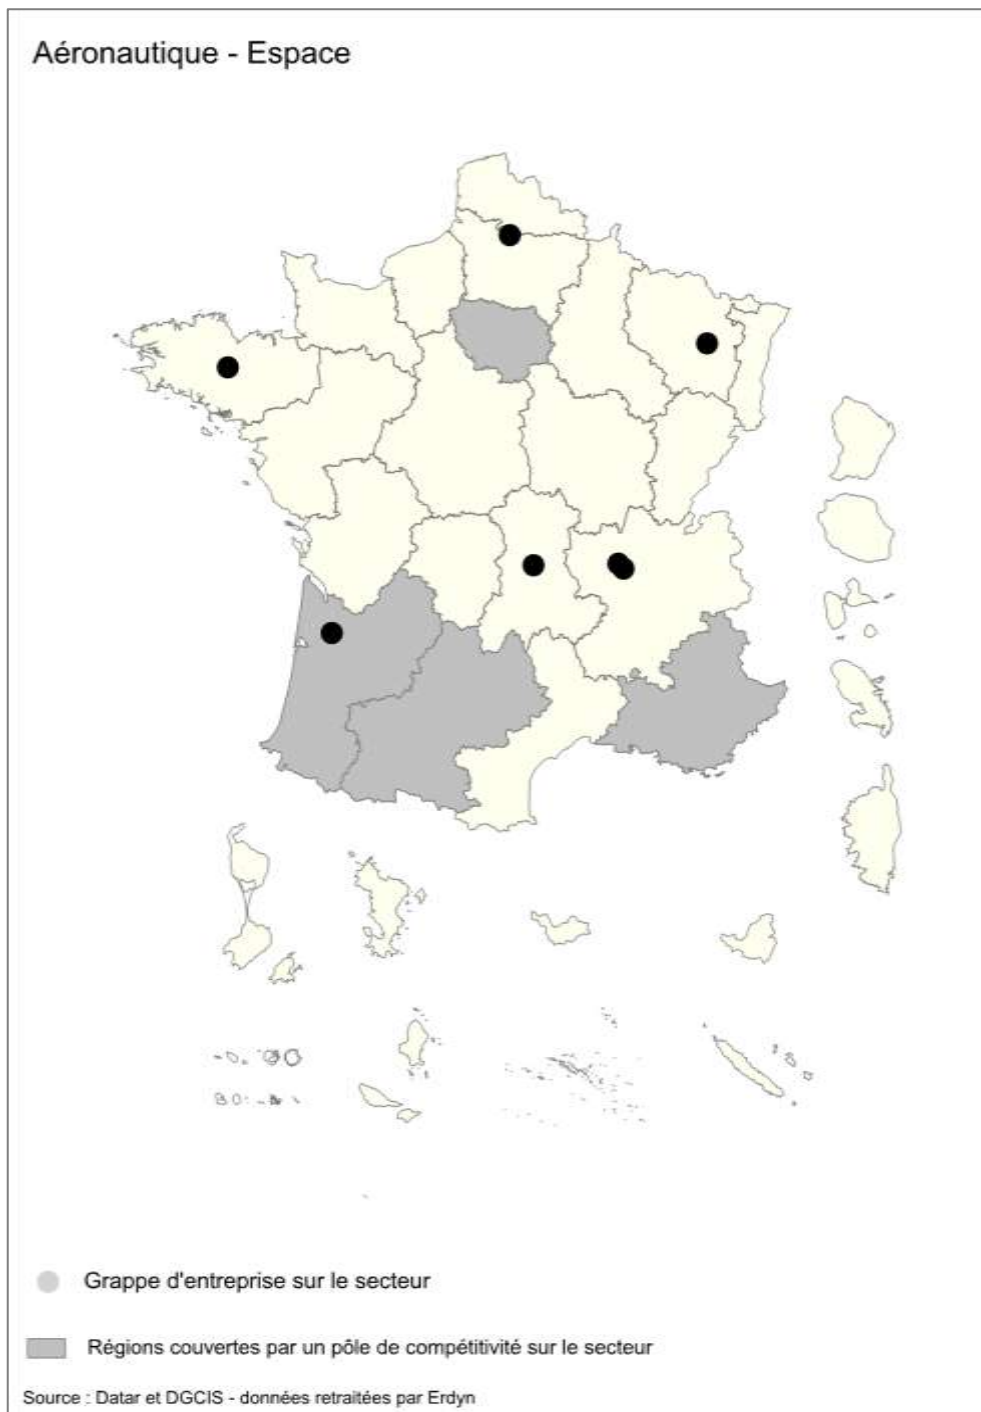 Aéronautique - Espace
Grappe d'entreprise sur le secteur
Régions couvertes par un pôle de compétitivité sur le secteur
Source : Datar et DGCIS - données retraitées par Erdyn